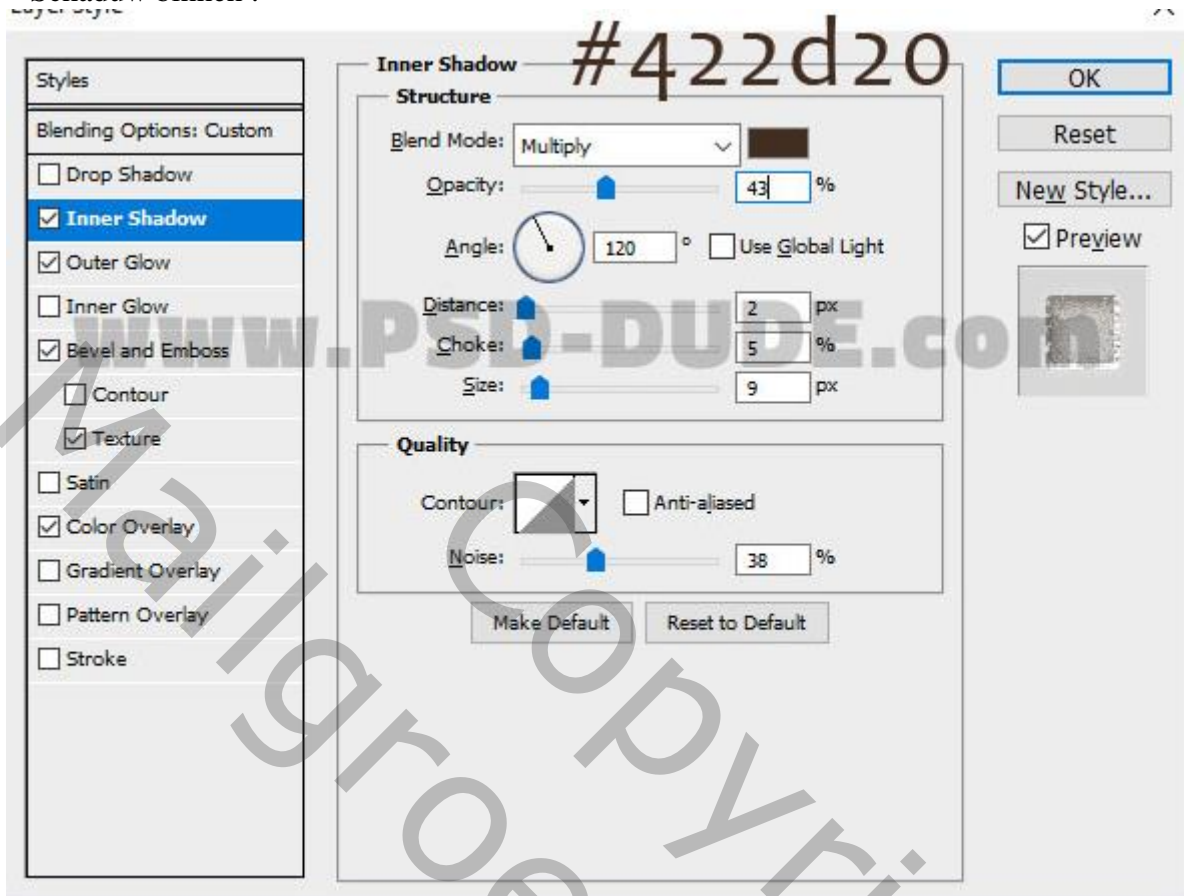 #422d20
Styles
Blending Options: Custom
Drop Shadow
Inner Shadow
Outer Glow
Inner Glow
Bevel and Emboss
Contour
Texture
Satin
Color Overlay
Gradient Overlay
Pattern Overlay
Stroke
Inner Shadow
Structure
Blend Mode: Multiply
Opacity: 43 %
Angle: 120 ° Use Global Light
Distance: 2 px
Choke: 5 %
Size: 9 px
Quality
Contour: Anti-aliased
Noise: 38 %
Make Default Reset to Default
OK
Reset
New Style...
Preview
www.PSD-DUDE.com